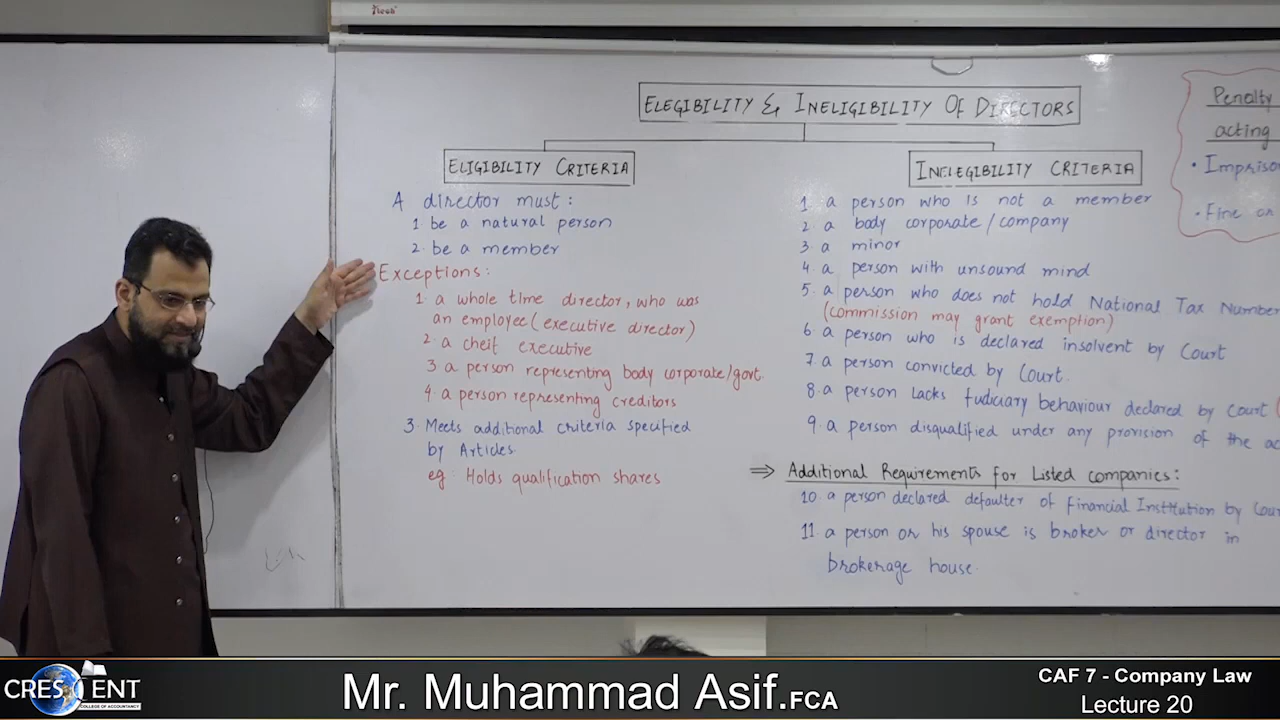 ELEGIBILITY & INELIGIBILITY OF DIRECTORS
ELIGIBILITY CRITERIA
A director must:
1. be a natural person
2. be a member
Exceptions:
1. a whole time director, who was
an employee (executive director)
2. a cheif executive
3 a person representing body corporate/govt.
4. a person representing creditors
3. Meets additional criteria specified
by Articles
eg: Holds qualification shares
INELEGIBILITY CRITERIA
1 a person who is not a member
2. a body corporate/company
3. a minor
4. a person with unsound mind
5. a person who does not hold National Tax Number
(commission may grant exemption)
6. a person who is declared insolvent by Court
7. a person convicted by Court.
8. a person lacks fuduciary behaviour declared by Court
9. a person disqualified under any provision of the
⇒ Additional Requirements for Listed companies:
10. a person declared defaulter of Financial Institution by
11 a person or his spouse is broker or director in
brokerage house.
Penalty
acting
• Fine or
CRESCENT
COLLEGE OF ACCOUNTANCY
Mr. Muhammad Asif.FCA
CAF 7 - Company Law
Lecture 20